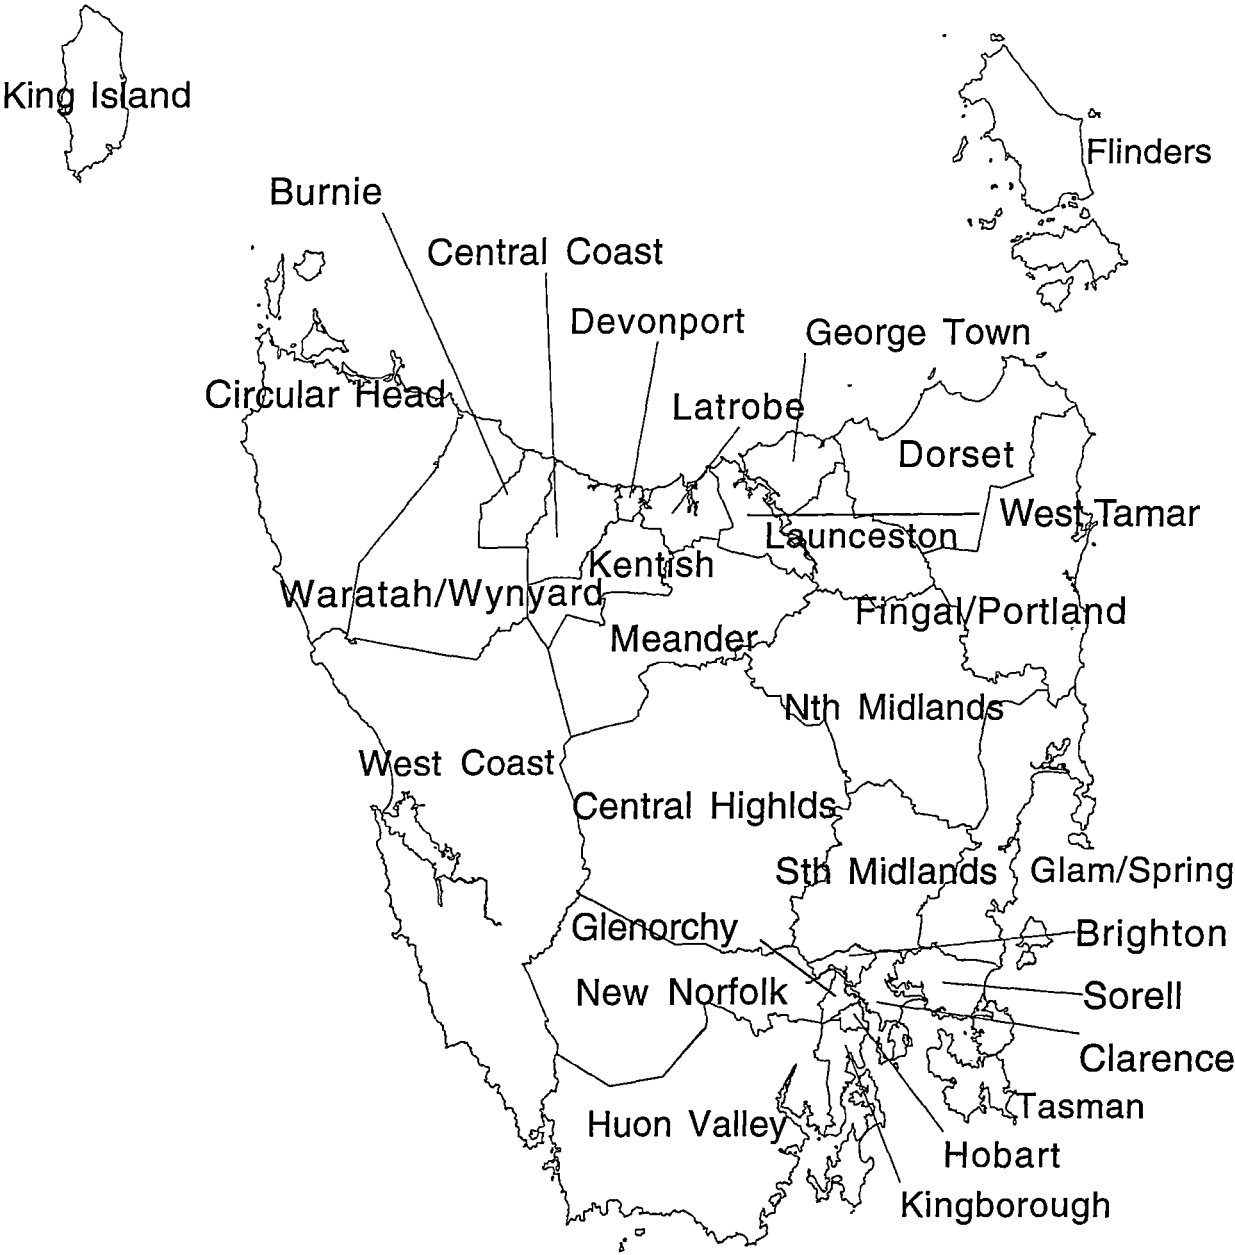 King Island
Flinders
Burnie
Central Coast
Devonport
George Town
Circular Head
Latrobe
Dorset
West Tamar
Launceston
Kentish
Waratah/Wynyard
Fingal/Portland
Meander
Nth Midlands
West Coast
Central Highlds
Sth Midlands
Glam/Spring
Glenorchy
Brighton
New Norfolk
Sorell
Clarence
Tasman
Huon Valley
Hobart
Kingborough